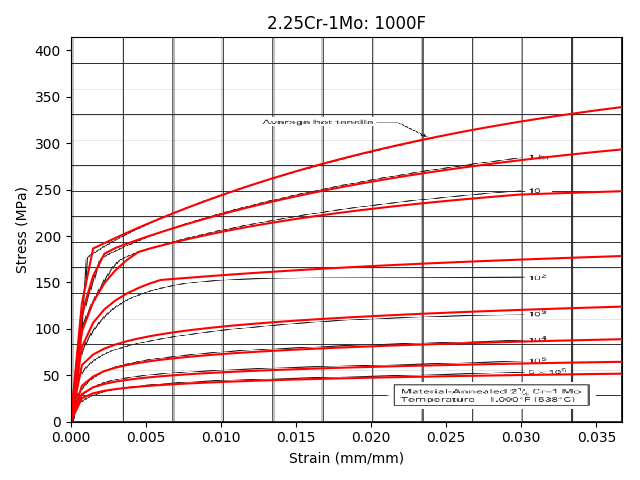 2.25Cr-1Mo: 1000F
400
350
300
250
200
150
100
50
0
Stress (MPa)
Average hot tensile
1 hr
10
10²
10³
10⁴
10⁵
5 × 10⁵
Material-Annealed 2¼ Cr-1 Mo
Temperature 1,000°F (538°C)
0.000 0.005 0.010 0.015 0.020 0.025 0.030 0.035
Strain (mm/mm)